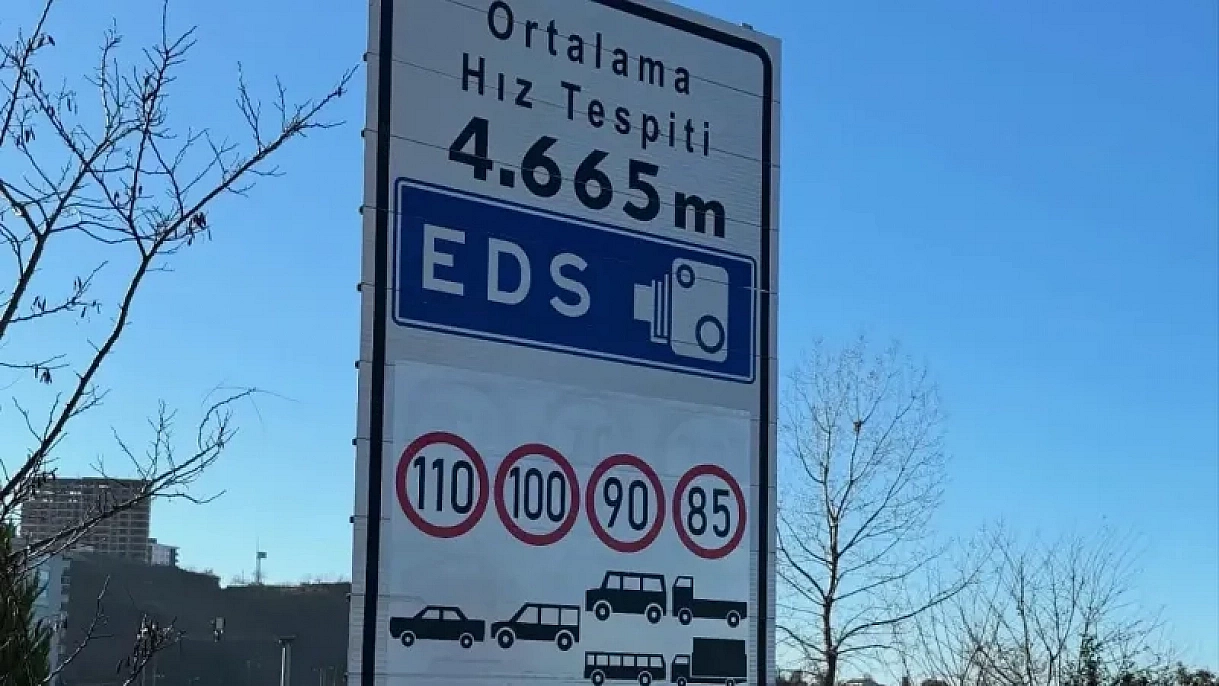 Ortalama
Hız Tespiti
4.665m
EDS
110 100 90 85